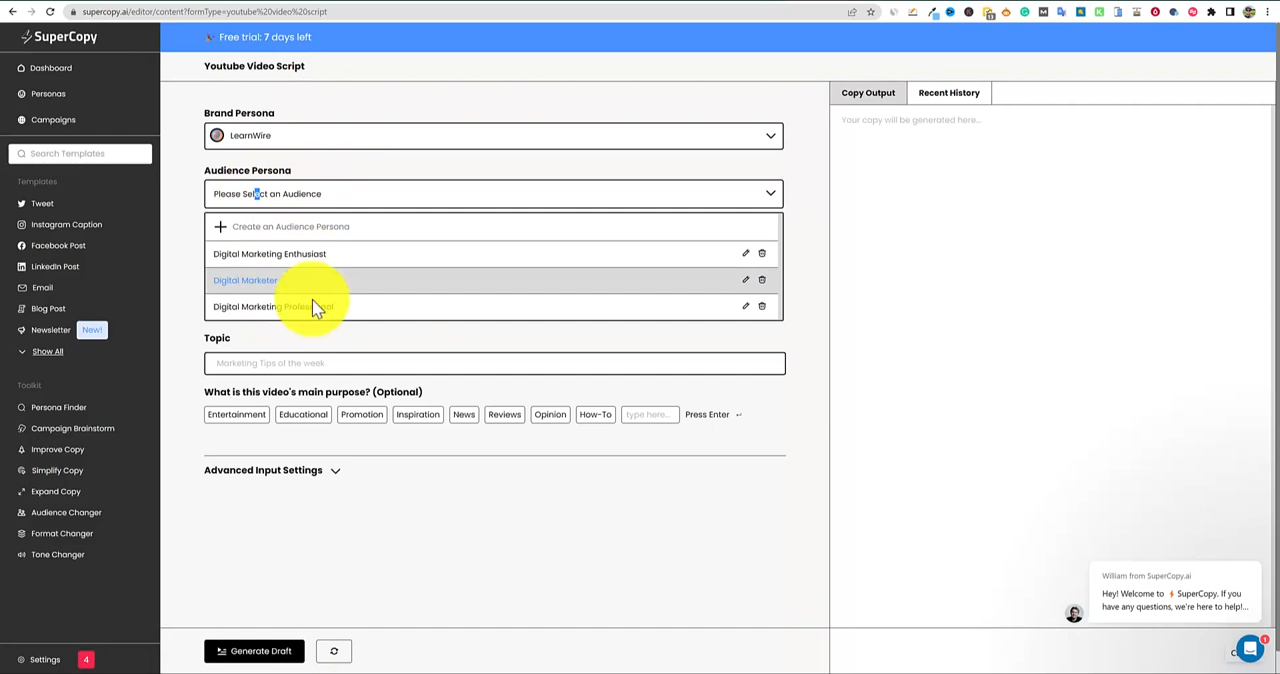 supercopy.ai/editor/content?formType=youtube%20video%20script
SuperCopy
Free trial: 7 days left
Dashboard
Personas
Campaigns
Search Templates
Templates
Tweet
Instagram Caption
Facebook Post
LinkedIn Post
Email
Blog Post
Newsletter New!
Show All
Toolkit
Persona Finder
Campaign Brainstorm
Improve Copy
Simplify Copy
Expand Copy
Audience Changer
Format Changer
Tone Changer
Settings 4
Youtube Video Script
Brand Persona
LearnWire
Audience Persona
Please Select an Audience
Create an Audience Persona
Digital Marketing Enthusiast
Digital Marketer
Digital Marketing Professional
Topic
Marketing Tips of the week
What is this video's main purpose? (Optional)
Entertainment Educational Promotion Inspiration News Reviews Opinion How-To type here... Press Enter
Advanced Input Settings
Generate Draft
Copy Output Recent History
Your copy will be generated here...
William from SuperCopy.ai
Hey! Welcome to SuperCopy. If you
have any questions, we're here to help!...
1